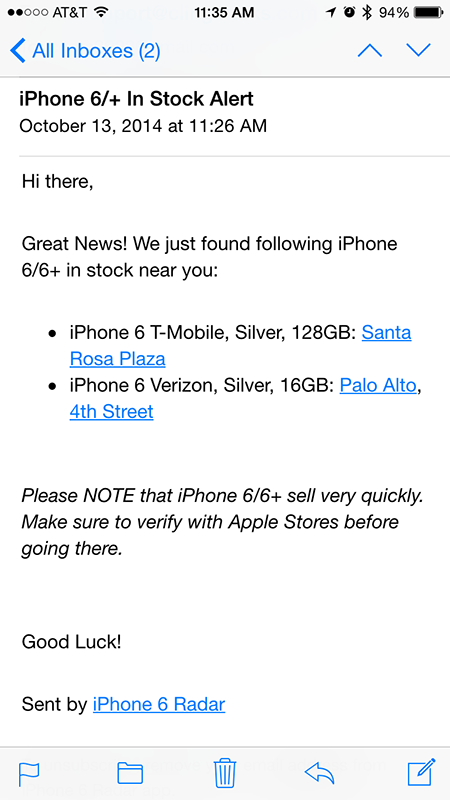 AT&T 11:35 AM 94%
All Inboxes (2)
iPhone 6/+ In Stock Alert
October 13, 2014 at 11:26 AM
Hi there,
Great News! We just found following iPhone
6/6+ in stock near you:
• iPhone 6 T-Mobile, Silver, 128GB: Santa
Rosa Plaza
• iPhone 6 Verizon, Silver, 16GB: Palo Alto,
4th Street
Please NOTE that iPhone 6/6+ sell very quickly.
Make sure to verify with Apple Stores before
going there.
Good Luck!
Sent by iPhone 6 Radar